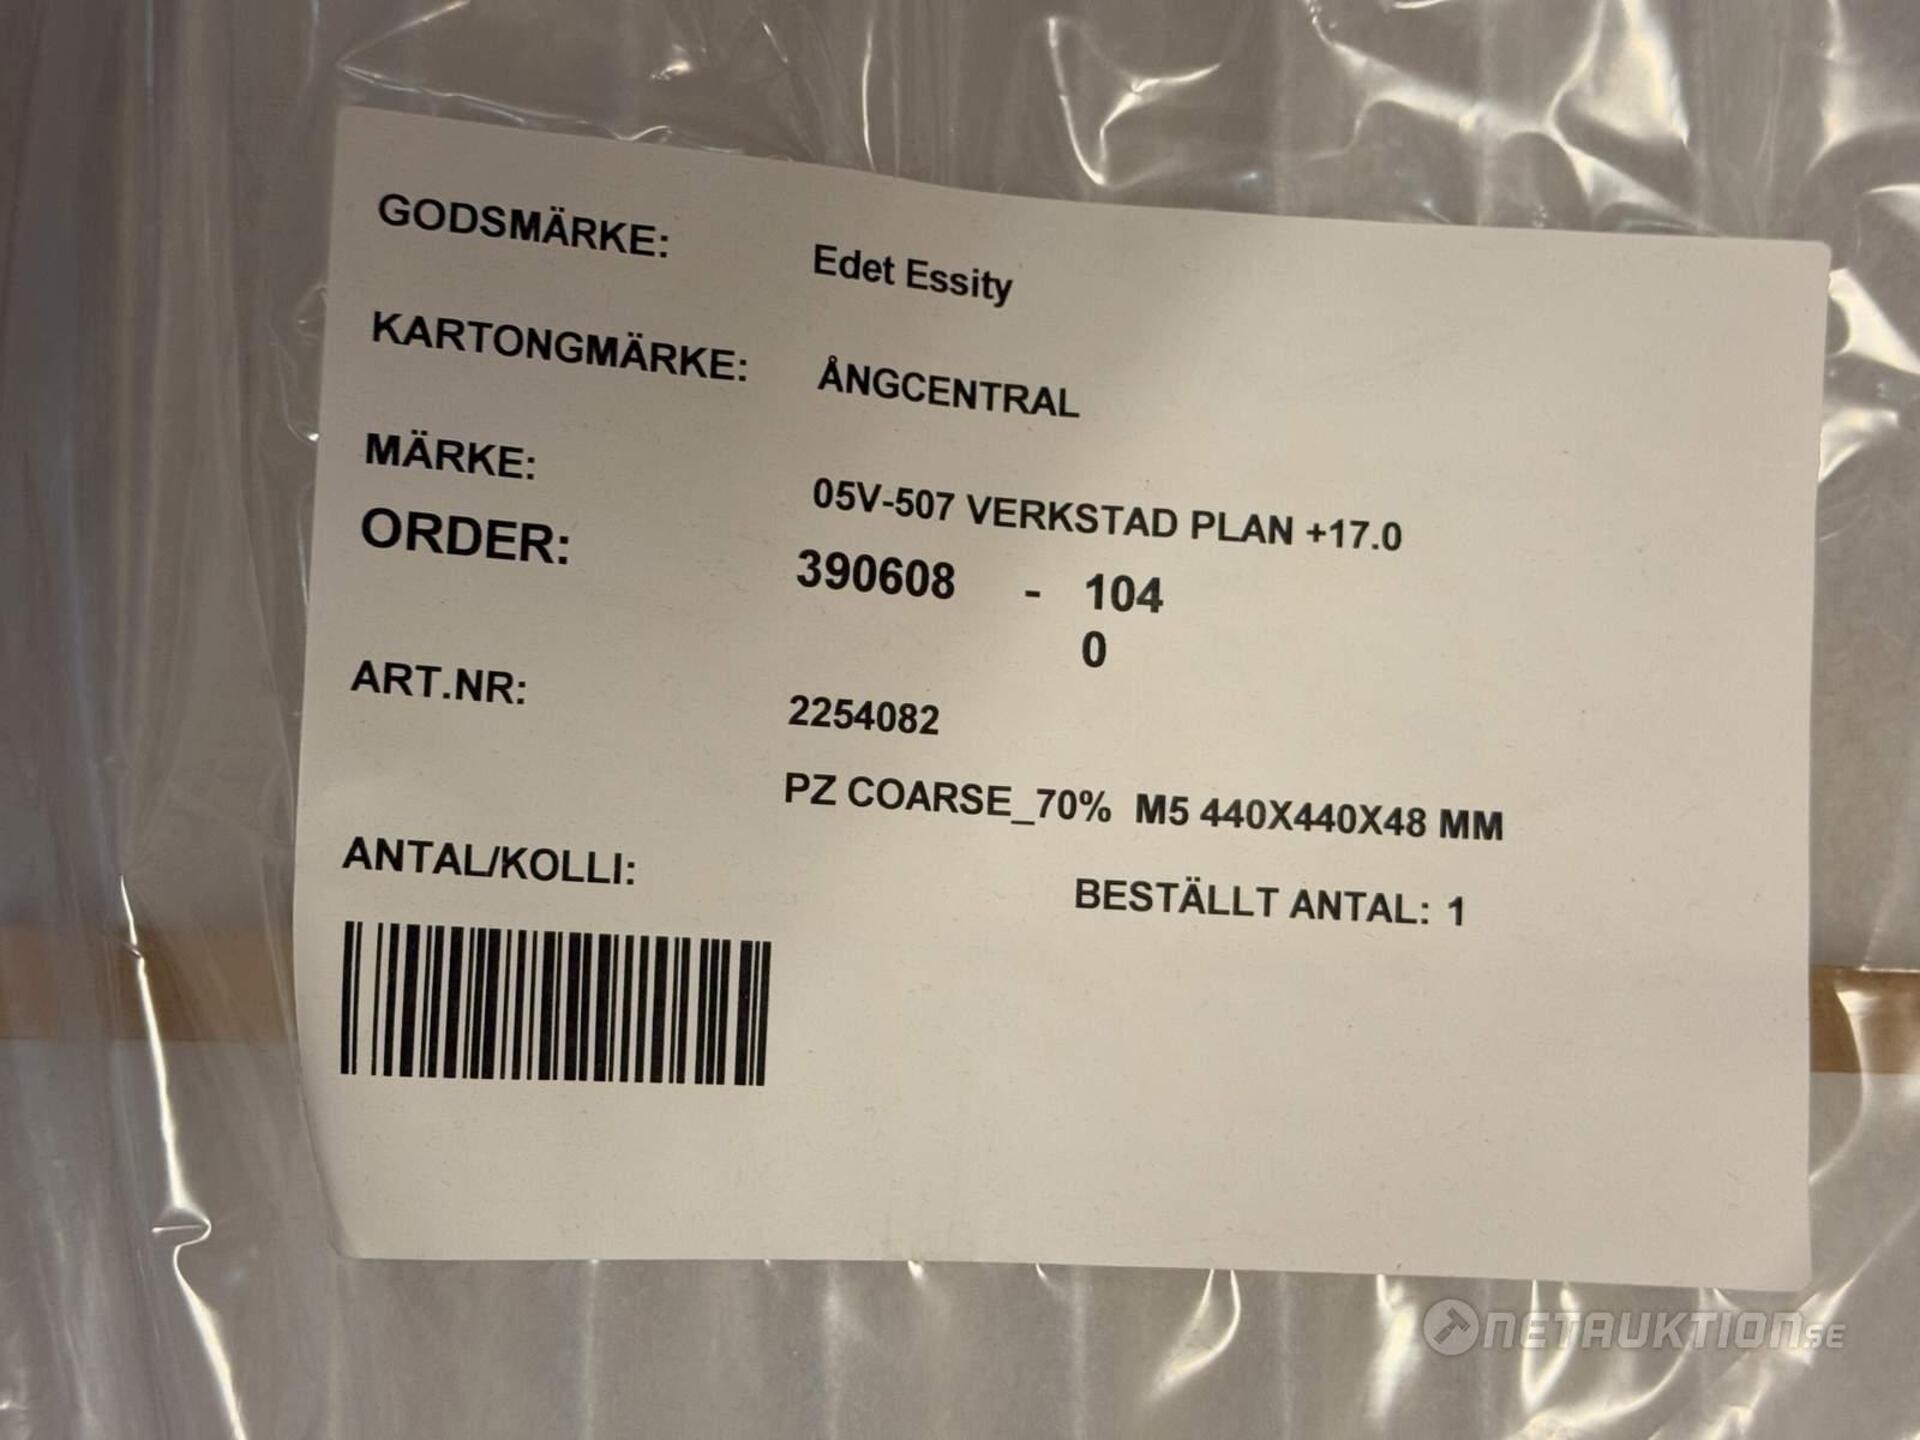 GODSMÄRKE: Edet Essity
KARTONGMÄRKE: ÅNGCENTRAL
MÄRKE: 05V-507 VERKSTAD PLAN +17.0
ORDER: 390608 - 104
0
ART.NR: 2254082
PZ COARSE_70% M5 440X440X48 MM
ANTAL/KOLLI: BESTÄLLT ANTAL: 1
NETAUKTION.SE